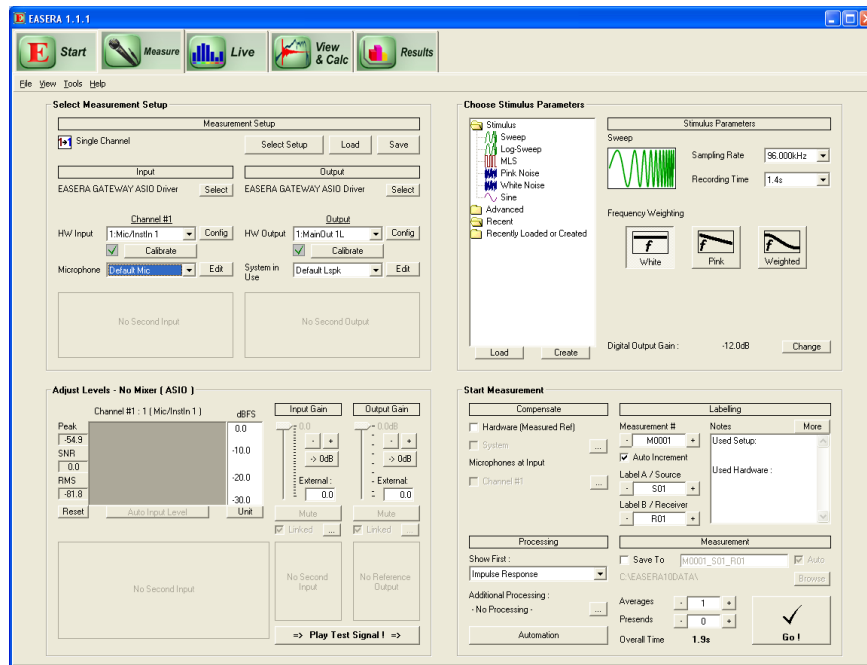 EASERA 1.1.1
Start
Measure
Live
View & Calc
Results
File View Tools Help
Select Measurement Setup
Measurement Setup
1→1 Single Channel
Select Setup
Load
Save
Input
Output
EASERA GATEWAY ASIO Driver
Select
EASERA GATEWAY ASIO Driver
Select
Channel #1
Output
HW Input
1:Mic/InstIn 1
Config
HW Output
1:MainOut 1L
Config
Calibrate
Calibrate
Microphone
Default Mic
Edit
System in Use
Default Lspk
Edit
No Second Input
No Second Output
Choose Stimulus Parameters
Stimulus
Sweep
Log-Sweep
MLS
Pink Noise
White Noise
Sine
Advanced
Recent
Recently Loaded or Created
Load
Create
Stimulus Parameters
Sweep
Sampling Rate
96.000kHz
Recording Time
1.4s
Frequency Weighting
f
White
f
Pink
f
Weighted
Digital Output Gain :
-12.0dB
Change
Adjust Levels - No Mixer ( ASIO )
Channel #1 : 1 ( Mic/InstIn 1 )
dBFS
Peak
-54.9
SNR
0.0
RMS
-81.8
0.0
-10.0
-20.0
-30.0
Reset
Auto Input Level
Unit
Input Gain
Output Gain
0.0
- +
-> 0dB
External :
0.0
0.0dB
- +
-> 0dB
External:
0.0
Mute
Mute
Linked ...
Linked ...
No Second Input
No Second Input
No Reference Output
=> Play Test Signal ! =>
Start Measurement
Compensate
Hardware (Measured Ref)
System
...
Microphones at Input
Channel #1
...
Labelling
Measurement #
- M0001 +
Auto Increment
Label A / Source
- S01 +
Label B / Receiver
- R01 +
Notes
More
Used Setup:
Used Hardware :
Processing
Show First :
Impulse Response
Additional Processing :
- No Processing -
...
Automation
Measurement
Save To
M0001_S01_R01
Auto
C:\EASERA10DATA\
Browse
Averages
- 1 +
Presends
- 0 +
Overall Time
1.9s
Go !